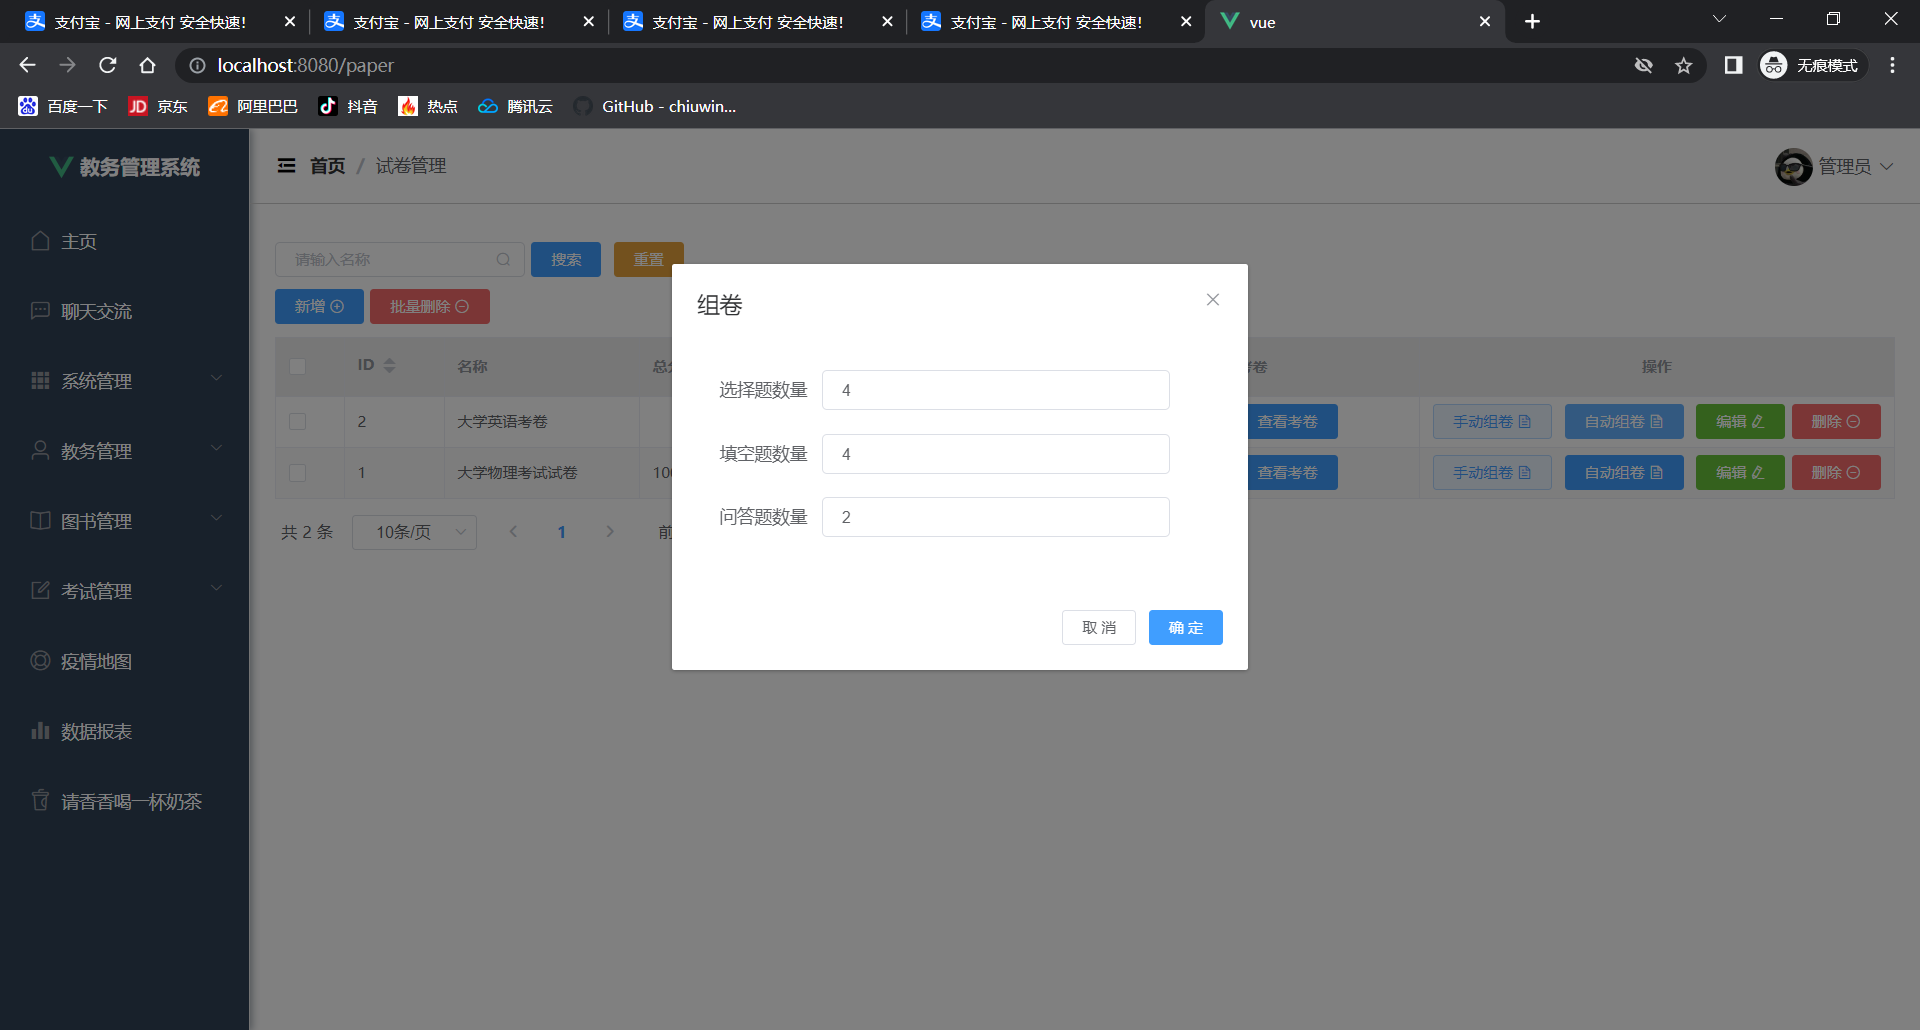 支付宝 - 网上支付 安全快速!
支付宝 - 网上支付 安全快速!
支付宝 - 网上支付 安全快速!
支付宝 - 网上支付 安全快速!
vue
localhost:8080/paper
无痕模式
百度一下
JD 京东
阿里巴巴
抖音
热点
腾讯云
GitHub - chiuwin...
教务管理系统
首页 / 试卷管理
管理员
主页
聊天交流
系统管理
教务管理
图书管理
考试管理
疫情地图
数据报表
请香香喝一杯奶茶
请输入名称
搜索
重置
新增
批量删除
ID
名称
操作
2
大学英语考卷
查看考卷
手动组卷
自动组卷
编辑
删除
1
大学物理考试试卷
查看考卷
手动组卷
自动组卷
编辑
删除
共 2 条
10条/页
1
前
组卷
选择题数量
4
填空题数量
4
问答题数量
2
取 消
确 定